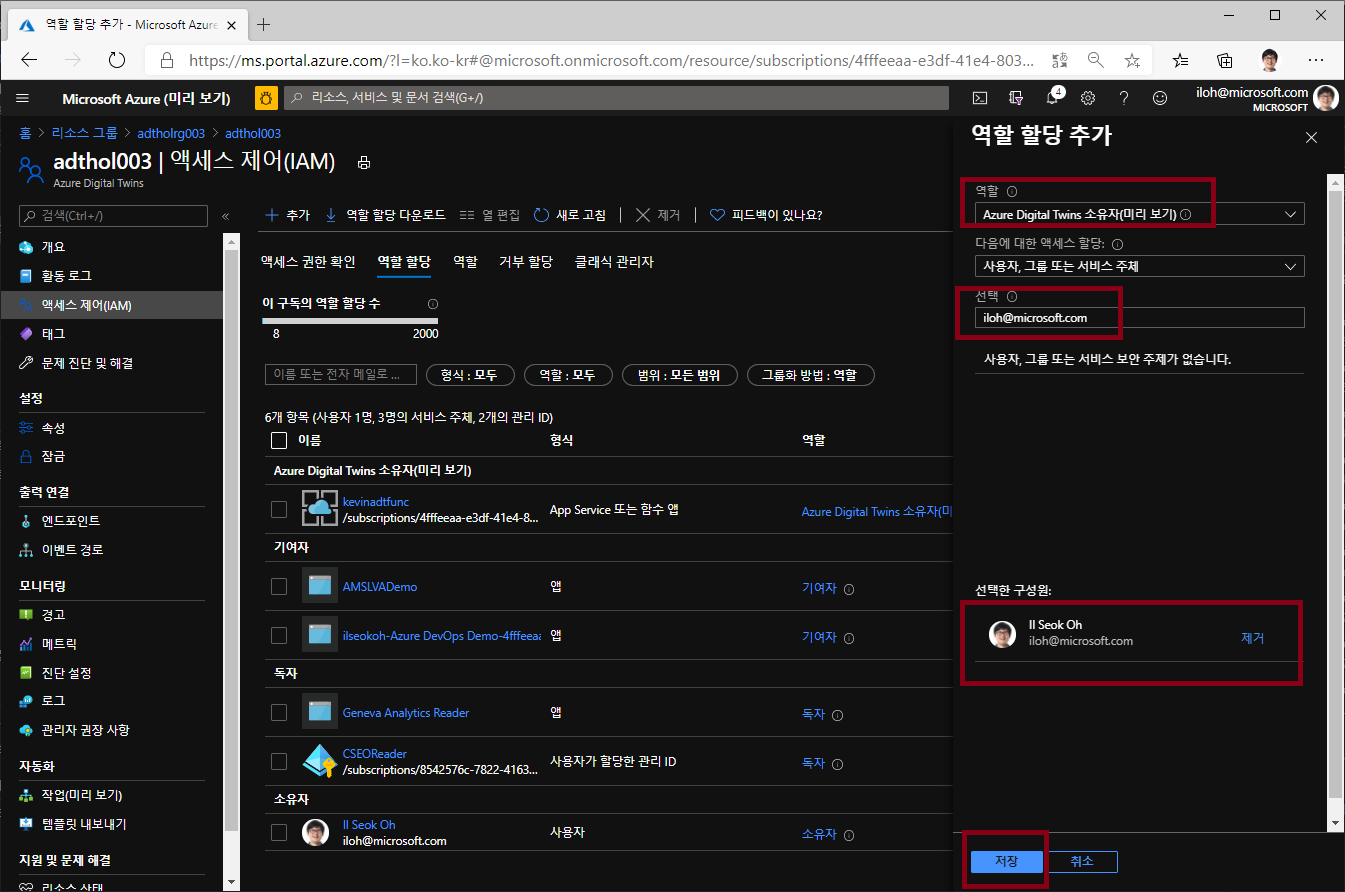 역할 할당 추가 - Microsoft Azure
https://ms.portal.azure.com/?l=ko.ko-kr#@microsoft.onmicrosoft.com/resource/subscriptions/4fffeeaa-e3df-41e4-803...
Microsoft Azure (미리 보기)
리소스, 서비스 및 문서 검색(G+/)
4
iloh@microsoft.com
MICROSOFT
홈 > 리소스 그룹 > adtholrg003 > adthol003
adthol003 | 액세스 제어(IAM)
Azure Digital Twins
검색(Ctrl+/)
개요
활동 로그
액세스 제어(IAM)
태그
문제 진단 및 해결
설정
속성
잠금
출력 연결
엔드포인트
이벤트 경로
모니터링
경고
메트릭
진단 설정
로그
관리자 권장 사항
자동화
작업(미리 보기)
템플릿 내보내기
지원 및 문제 해결
리소스 상태
추가 역할 할당 다운로드 열 편집 새로 고침 제거 피드백이 있나요?
액세스 권한 확인 역할 할당 역할 거부 할당 클래식 관리자
이 구독의 역할 할당 수
8 2000
이름 또는 전자 메일로 ... 형식 : 모두 역할 : 모두 범위 : 모든 범위 그룹화 방법 : 역할
6개 항목 (사용자 1명, 3명의 서비스 주체, 2개의 관리 ID)
이름 형식 역할
Azure Digital Twins 소유자(미리 보기)
kevinadtfunc
/subscriptions/4fffeeaa-e3df-41e4-8...
App Service 또는 함수 앱
Azure Digital Twins 소유자(미
기여자
AMSLVADemo 앱 기여자
ilseokoh-Azure DevOps Demo-4fffeeaa 앱 기여자
독자
Geneva Analytics Reader 앱 독자
CSEOReader
/subscriptions/8542576c-7822-4163...
사용자가 할당한 관리 ID
독자
소유자
Il Seok Oh
iloh@microsoft.com
사용자
소유자
역할 할당 추가
역할
Azure Digital Twins 소유자(미리 보기)
다음에 대한 액세스 할당:
사용자, 그룹 또는 서비스 주체
선택
iloh@microsoft.com
사용자, 그룹 또는 서비스 보안 주체가 없습니다.
선택한 구성원:
Il Seok Oh
iloh@microsoft.com
제거
저장 취소